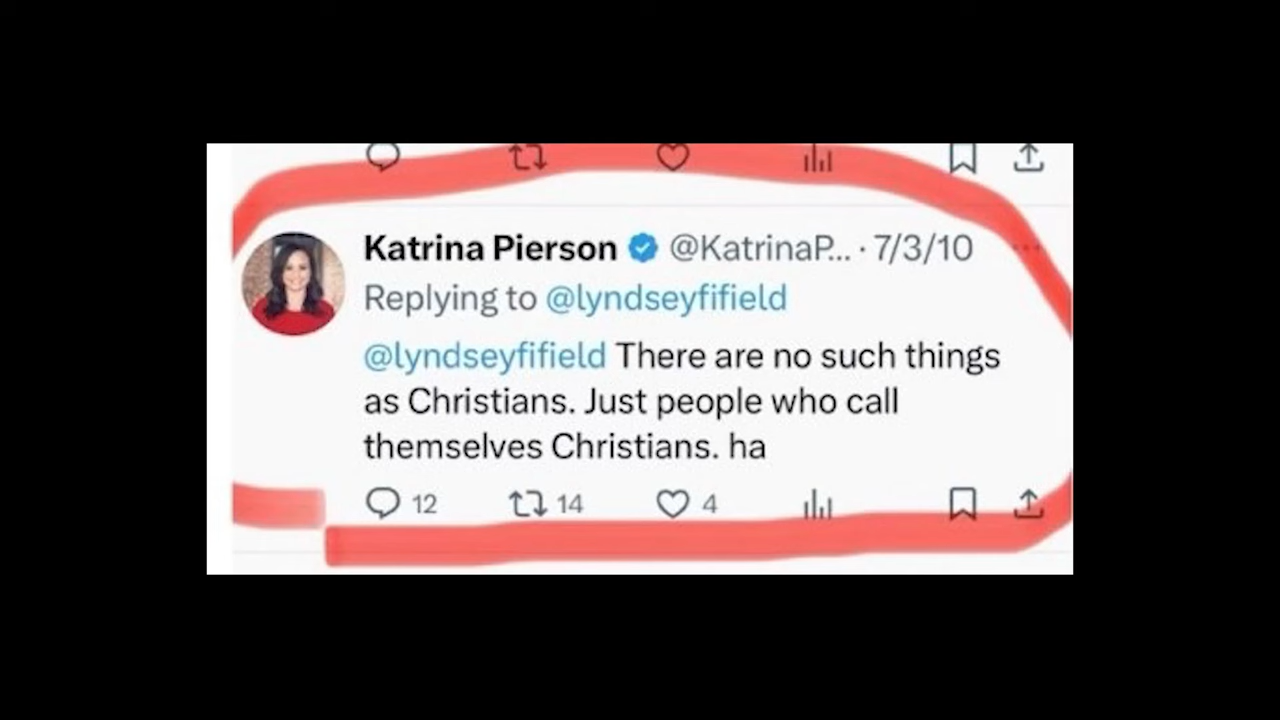 Katrina Pierson @KatrinaP... · 7/3/10
Replying to @lyndseyfifield
@lyndseyfifield There are no such things
as Christians. Just people who call
themselves Christians. ha
12 14 4